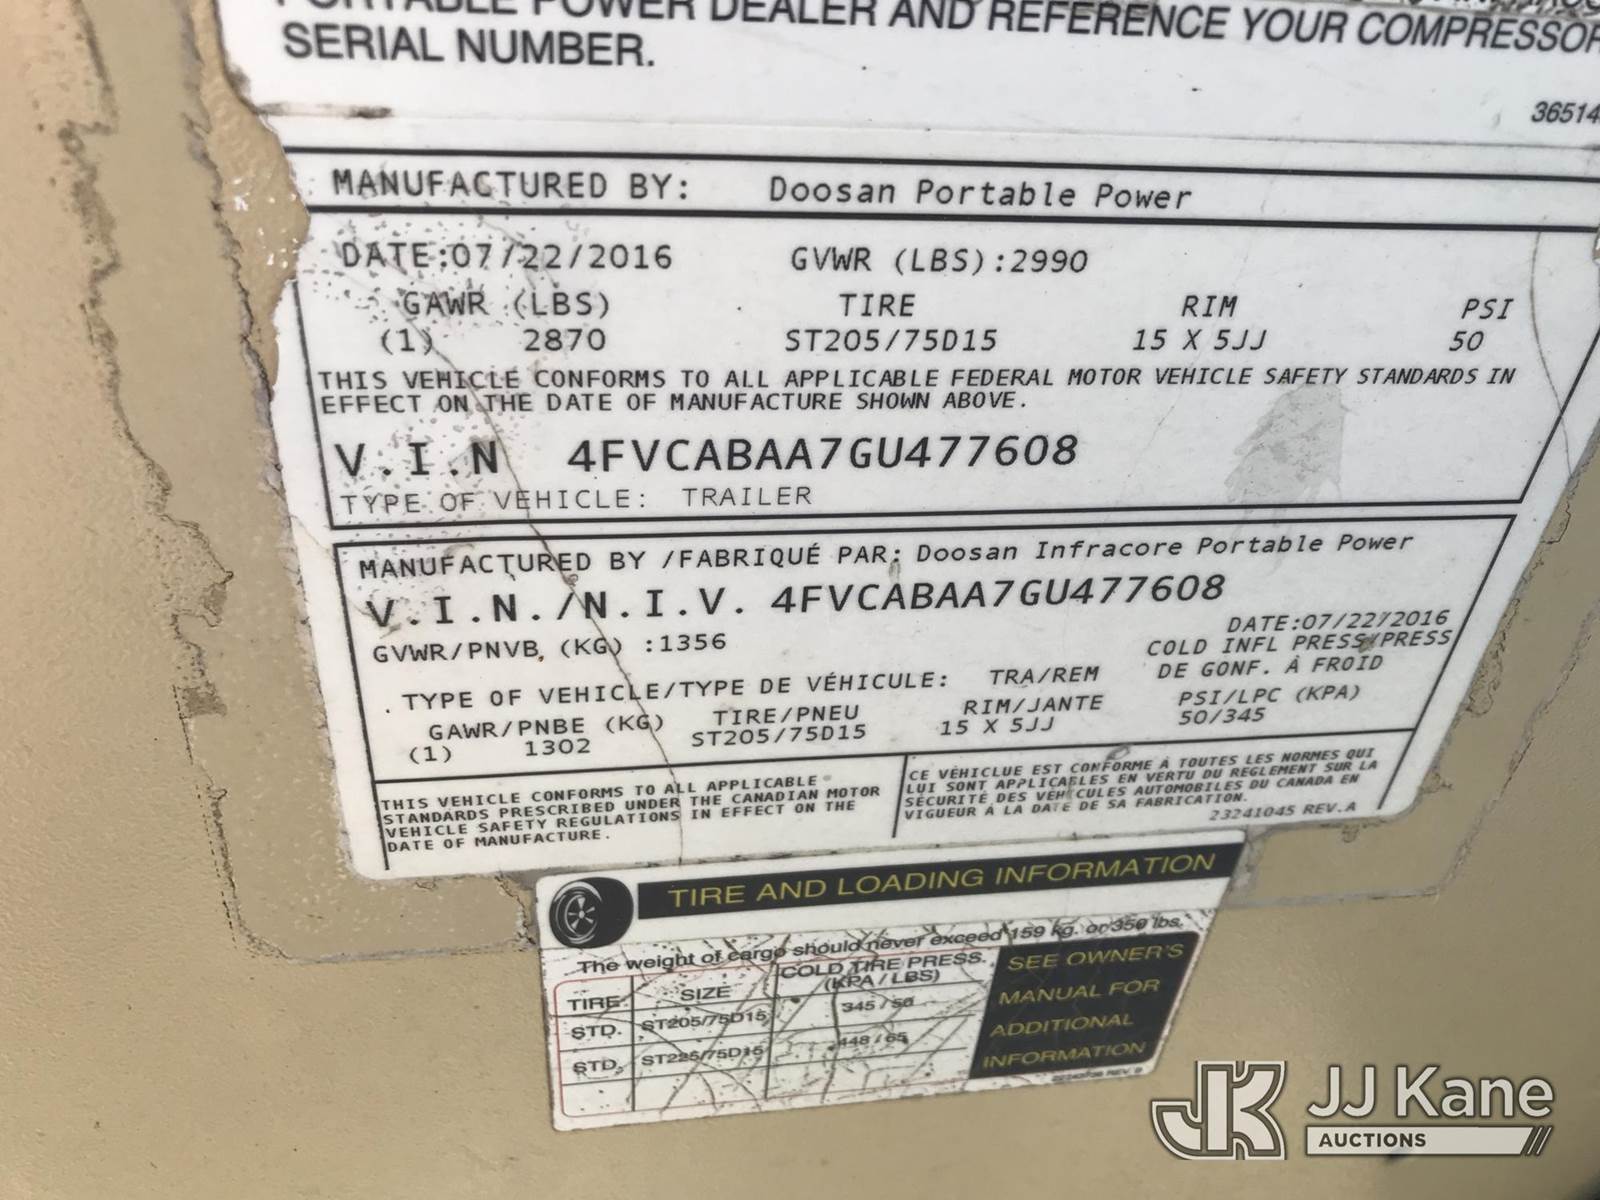 PORTABLE POWER DEALER AND REFERENCE YOUR COMPRESSOR
SERIAL NUMBER.
36514
MANUFACTURED BY: Doosan Portable Power
DATE:07/22/2016 GVWR (LBS):2990
GAWR (LBS) TIRE RIM PSI
(1) 2870 ST205/75D15 15 X 5JJ 50
THIS VEHICLE CONFORMS TO ALL APPLICABLE FEDERAL MOTOR VEHICLE SAFETY STANDARDS IN
EFFECT ON THE DATE OF MANUFACTURE SHOWN ABOVE.
V.I.N 4FVCABAA7GU477608
TYPE OF VEHICLE: TRAILER
MANUFACTURED BY /FABRIQUÉ PAR: Doosan Infracore Portable Power
V.I.N./N.I.V. 4FVCABAA7GU477608
GVWR/PNVB (KG) :1356 DATE:07/22/2016
COLD INFL PRESS/PRESS
DE GONF. À FROID
TYPE OF VEHICLE/TYPE DE VÉHICULE: TRA/REM
GAWR/PNBE (KG) TIRE/PNEU RIM/JANTE PSI/LPC (KPA)
(1) 1302 ST205/75D15 15 X 5JJ 50/345
THIS VEHICLE CONFORMS TO ALL APPLICABLE
STANDARDS PRESCRIBED UNDER THE CANADIAN MOTOR
VEHICLE SAFETY REGULATIONS IN EFFECT ON THE
DATE OF MANUFACTURE.
CE VÉHICLUE EST CONFORME À TOUTES LES NORMES QUI
LUI SONT APPLICABLES EN VERTU DU REGLEMENT SUR LA
SÉCURITÉ DES VÉHICULES AUTOMOBILES DU CANADA EN
VIGUEUR A LA DATE DE SA FABRICATION.
23241045 REV.A
TIRE AND LOADING INFORMATION
The weight of cargo should never exceed 159 kg. or 350 lbs.
TIRE SIZE COLD TIRE PRESS.
(KPA / LBS)
STD. ST205/75D15 345 / 50
STD. ST225/75D15 448 / 65
SEE OWNER'S
MANUAL FOR
ADDITIONAL
INFORMATION
JK JJ Kane
AUCTIONS